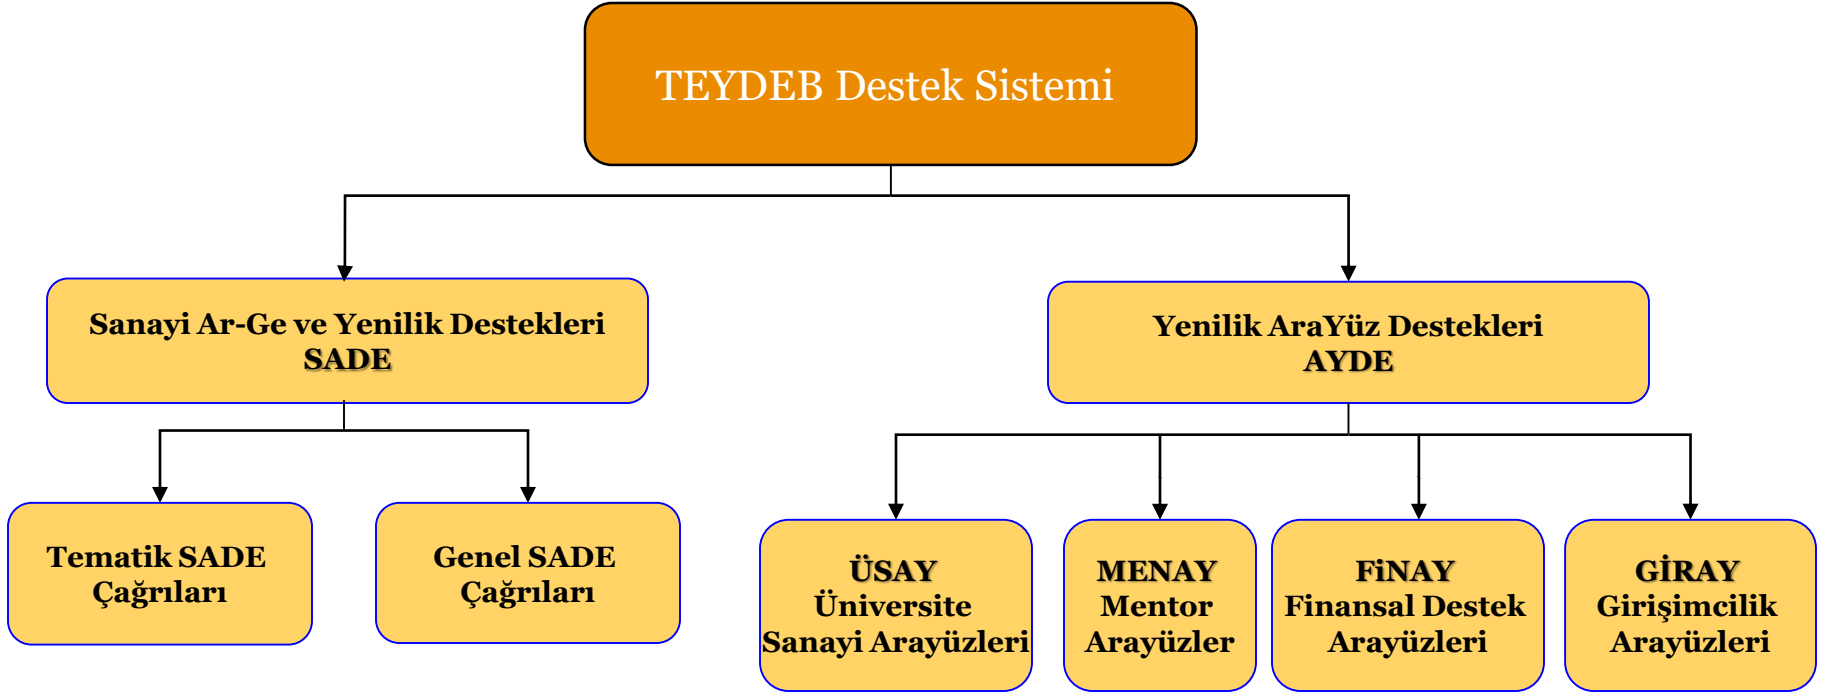 TEYDEB Destek Sistemi
Sanayi Ar-Ge ve Yenilik Destekleri
SADE
Yenilik AraYüz Destekleri
AYDE
Tematik SADE
Çağrıları
Genel SADE
Çağrıları
ÜSAY
Üniversite
Sanayi Arayüzleri
MENAY
Mentor
Arayüzler
FiNAY
Finansal Destek
Arayüzleri
GİRAY
Girişimcilik
Arayüzleri